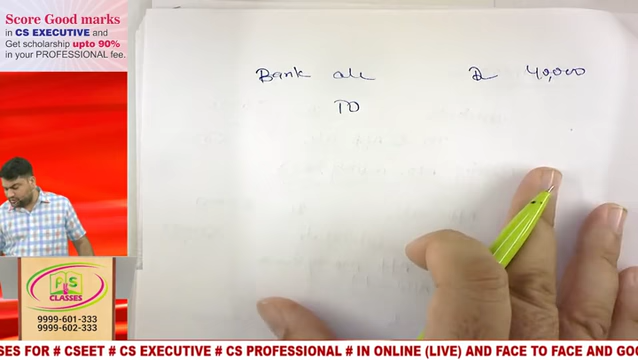 Score Good marks
in CS EXECUTIVE and
Get scholarship upto 90%
in your PROFESSIONAL fee.
Bank a/c Dr 40,000
TO
PS
CLASSES
9999-601-333
9999-602-333
SES FOR # CSEET # CS EXECUTIVE # CS PROFESSIONAL # IN ONLINE (LIVE) AND FACE TO FACE AND GO